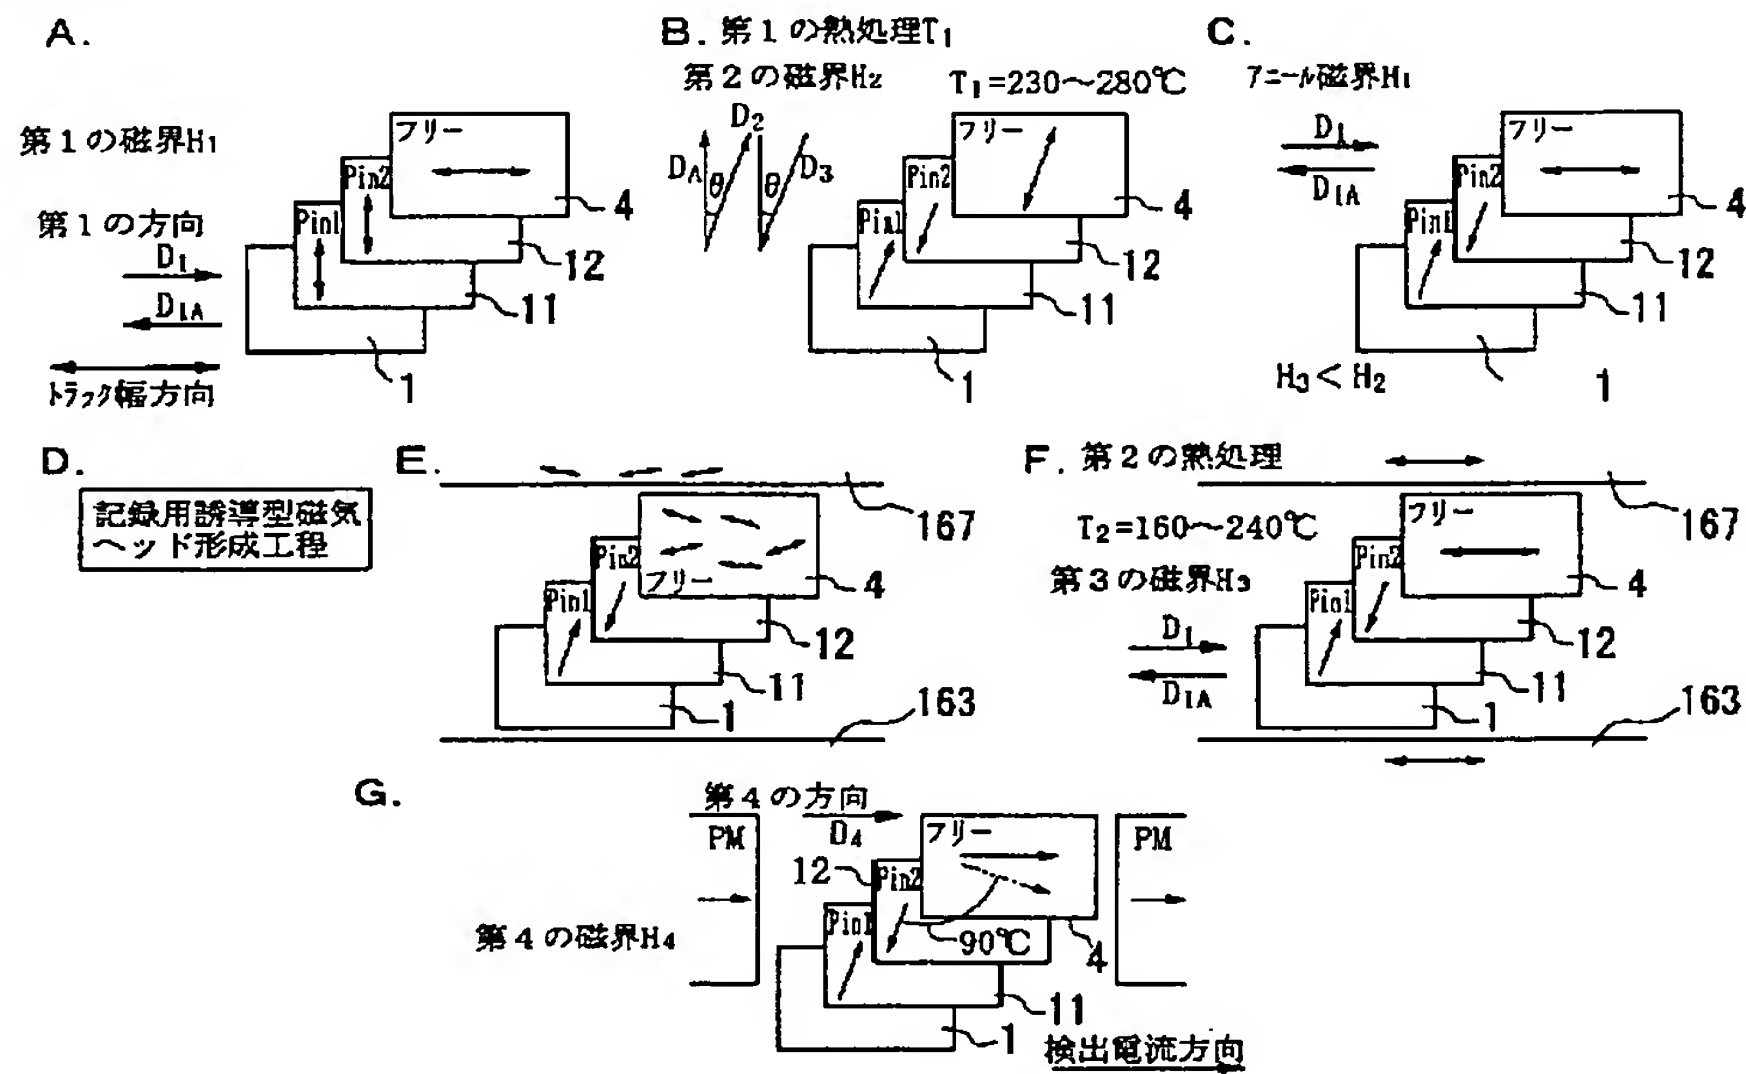 A.
第1の磁界H1
第1の方向
D1
D1A
トラック幅方向
フリー
Pin2
Pin1
4
12
11
1
B. 第1の熱処理T1
第2の磁界H2
T1=230～280℃
D2
DA
θ
θ
D3
フリー
Pin2
Pin1
4
12
11
1
C.
アニール磁界H1
D1
D1A
フリー
Pin2
Pin1
4
12
11
H3<H2
1
D.
記録用誘導型磁気
ヘッド形成工程
E.
167
Pin2
フリー
4
Pin1
12
11
1
163
F. 第2の熱処理
167
T2=160～240℃
第3の磁界H3
D1
D1A
フリー
Pin2
Pin1
4
12
11
1
163
G.
第4の方向
D4
PM
フリー
PM
12
Pin2
Pin1
第4の磁界H4
90℃
4
11
1
検出電流方向